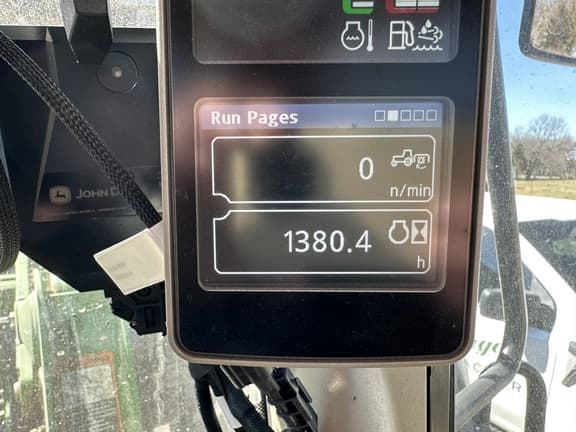 Run Pages
0
n/min
1380.4
h
JOHN D